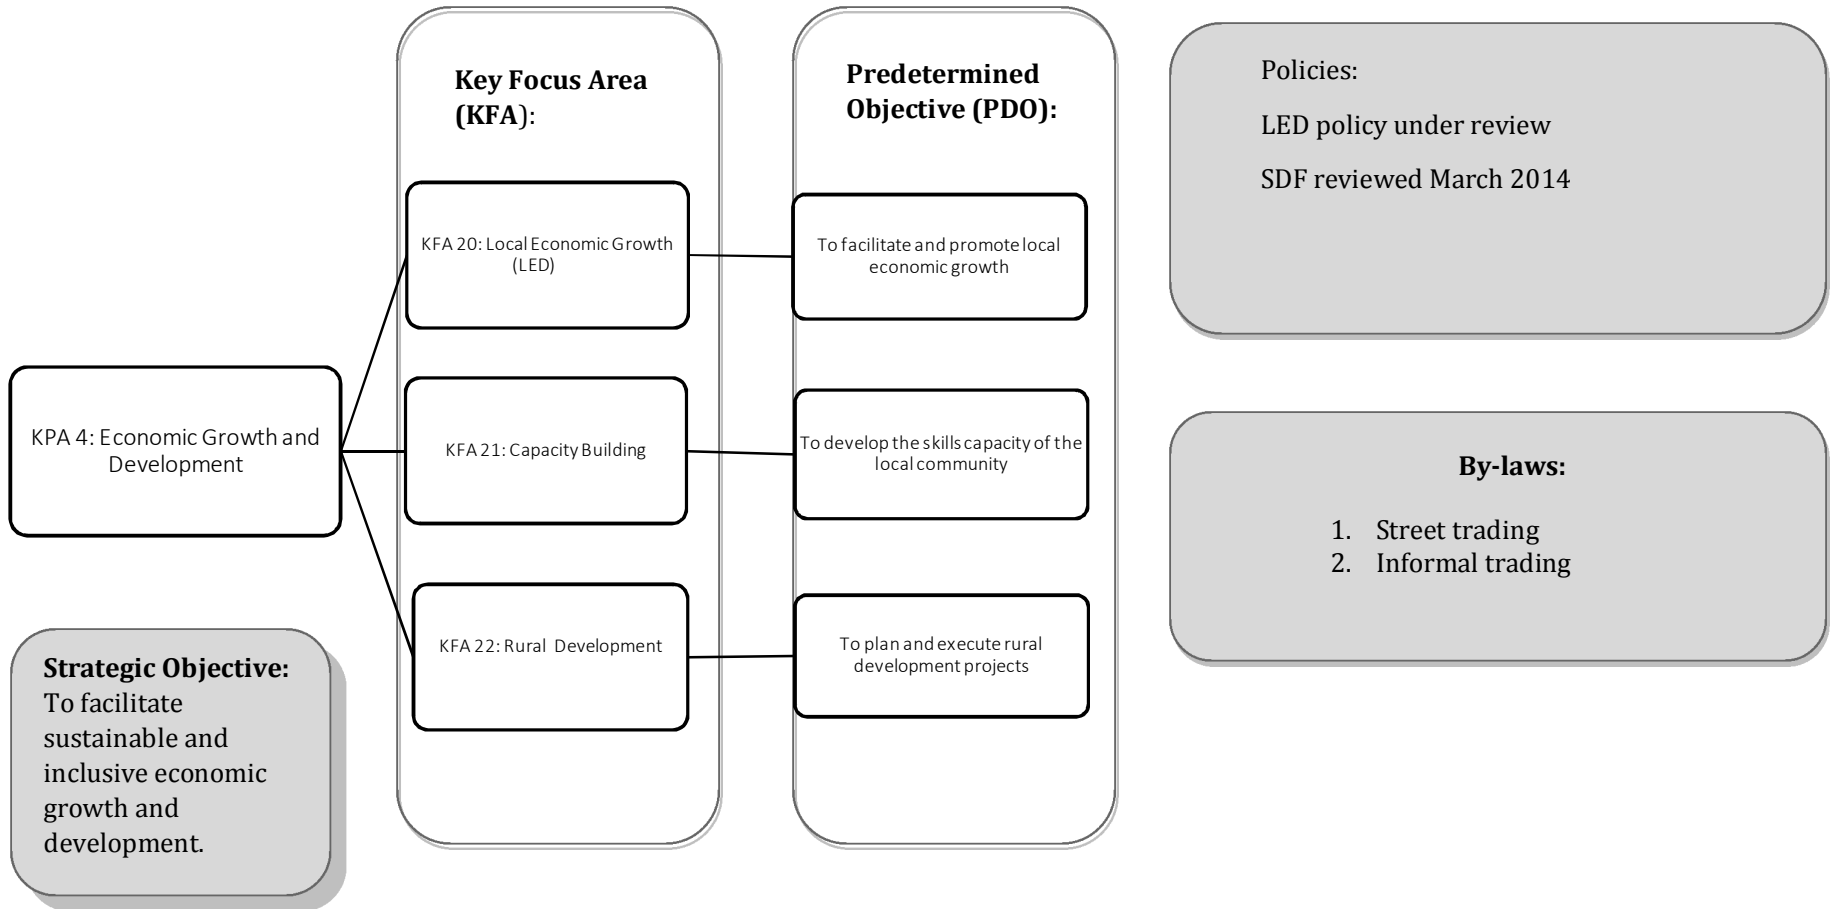 KPA 4: Economic Growth and
Development
Strategic Objective:
To facilitate
sustainable and
inclusive economic
growth and
development.
Key Focus Area
(KFA):
KFA 20: Local Economic Growth
(LED)
KFA 21: Capacity Building
KFA 22: Rural Development
Predetermined
Objective (PDO):
To facilitate and promote local
economic growth
To develop the skills capacity of the
local community
To plan and execute rural
development projects
Policies:
LED policy under review
SDF reviewed March 2014
By-laws:
1. Street trading
2. Informal trading